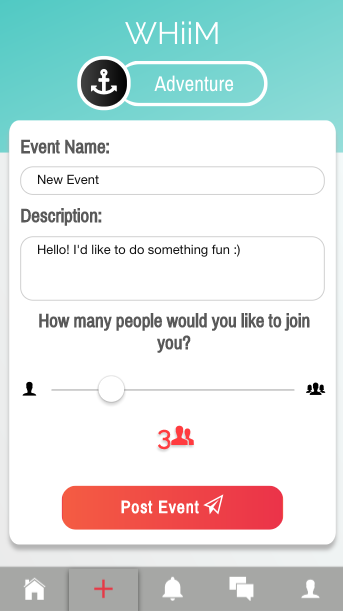 WHiiM
Adventure
Event Name:
New Event
Description:
Hello! I'd like to do something fun :)
How many people would you like to join
you?
3
Post Event